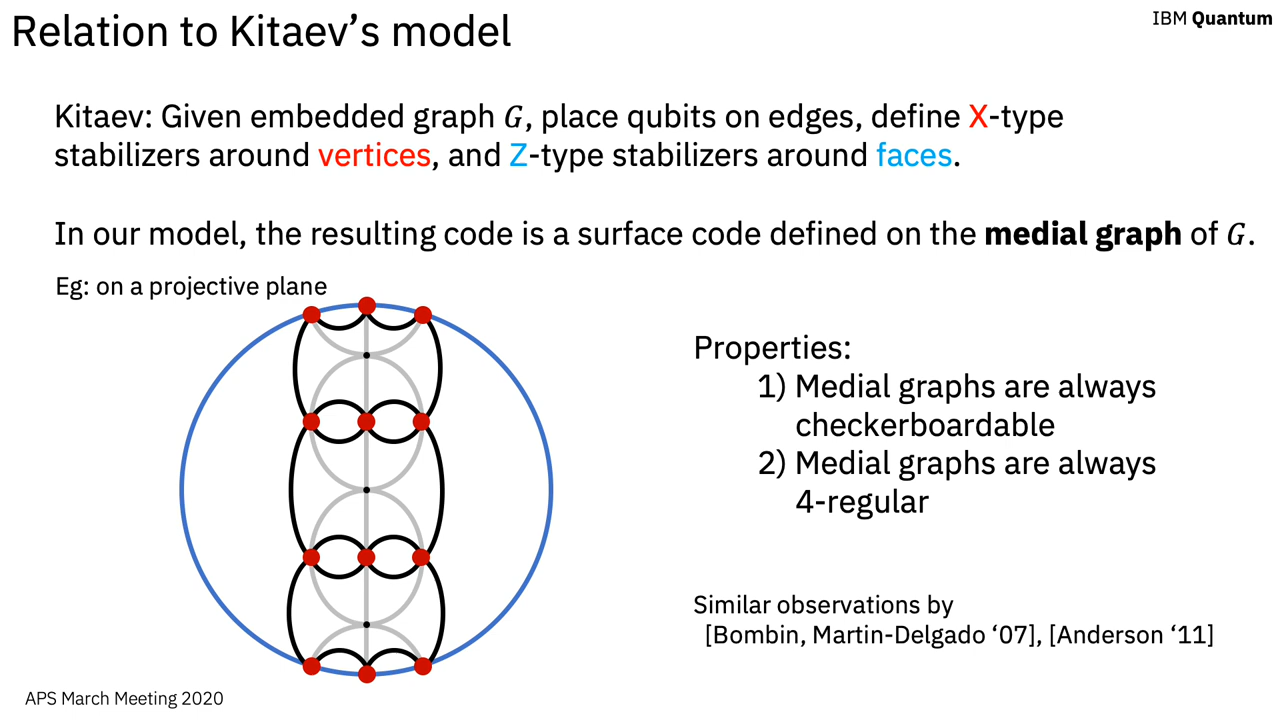 Relation to Kitaev’s model
IBM Quantum
Kitaev: Given embedded graph G, place qubits on edges, define X-type
stabilizers around vertices, and Z-type stabilizers around faces.
In our model, the resulting code is a surface code defined on the medial graph of G.
Eg: on a projective plane
Properties:
1) Medial graphs are always
checkerboardable
2) Medial graphs are always
4-regular
Similar observations by
[Bombin, Martin-Delgado ‘07], [Anderson ‘11]
APS March Meeting 2020